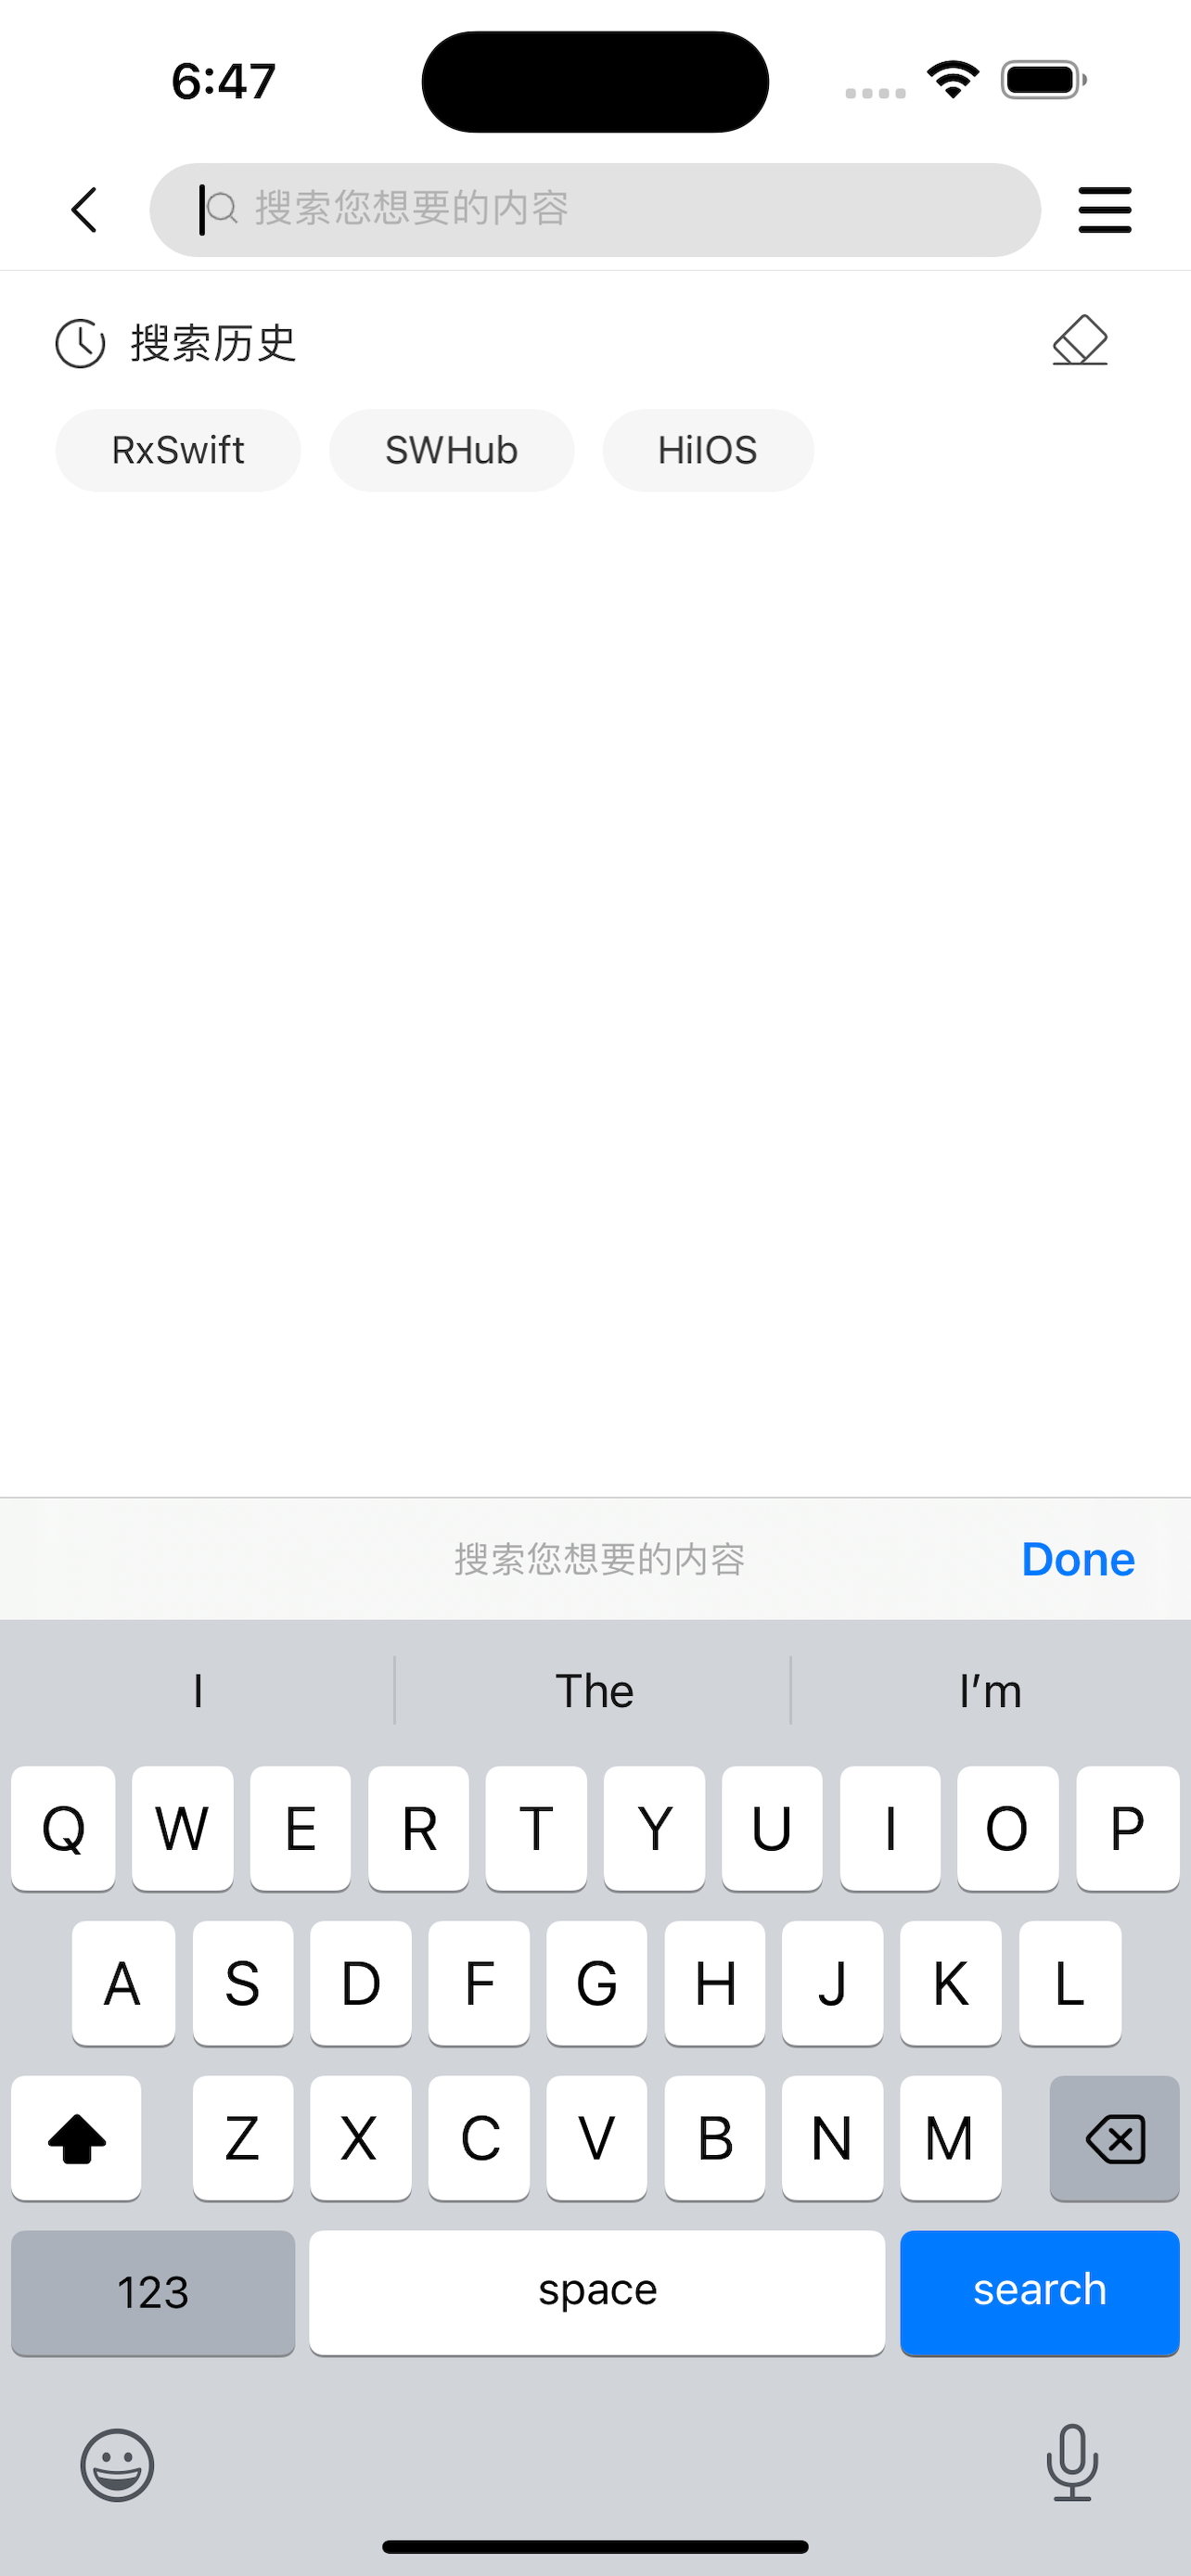 6:47
搜索您想要的内容
搜索历史
RxSwift SWHub HiIOS
搜索您想要的内容 Done
I The I’m
Q W E R T Y U I O P
A S D F G H J K L
Z X C V B N M
123 space search